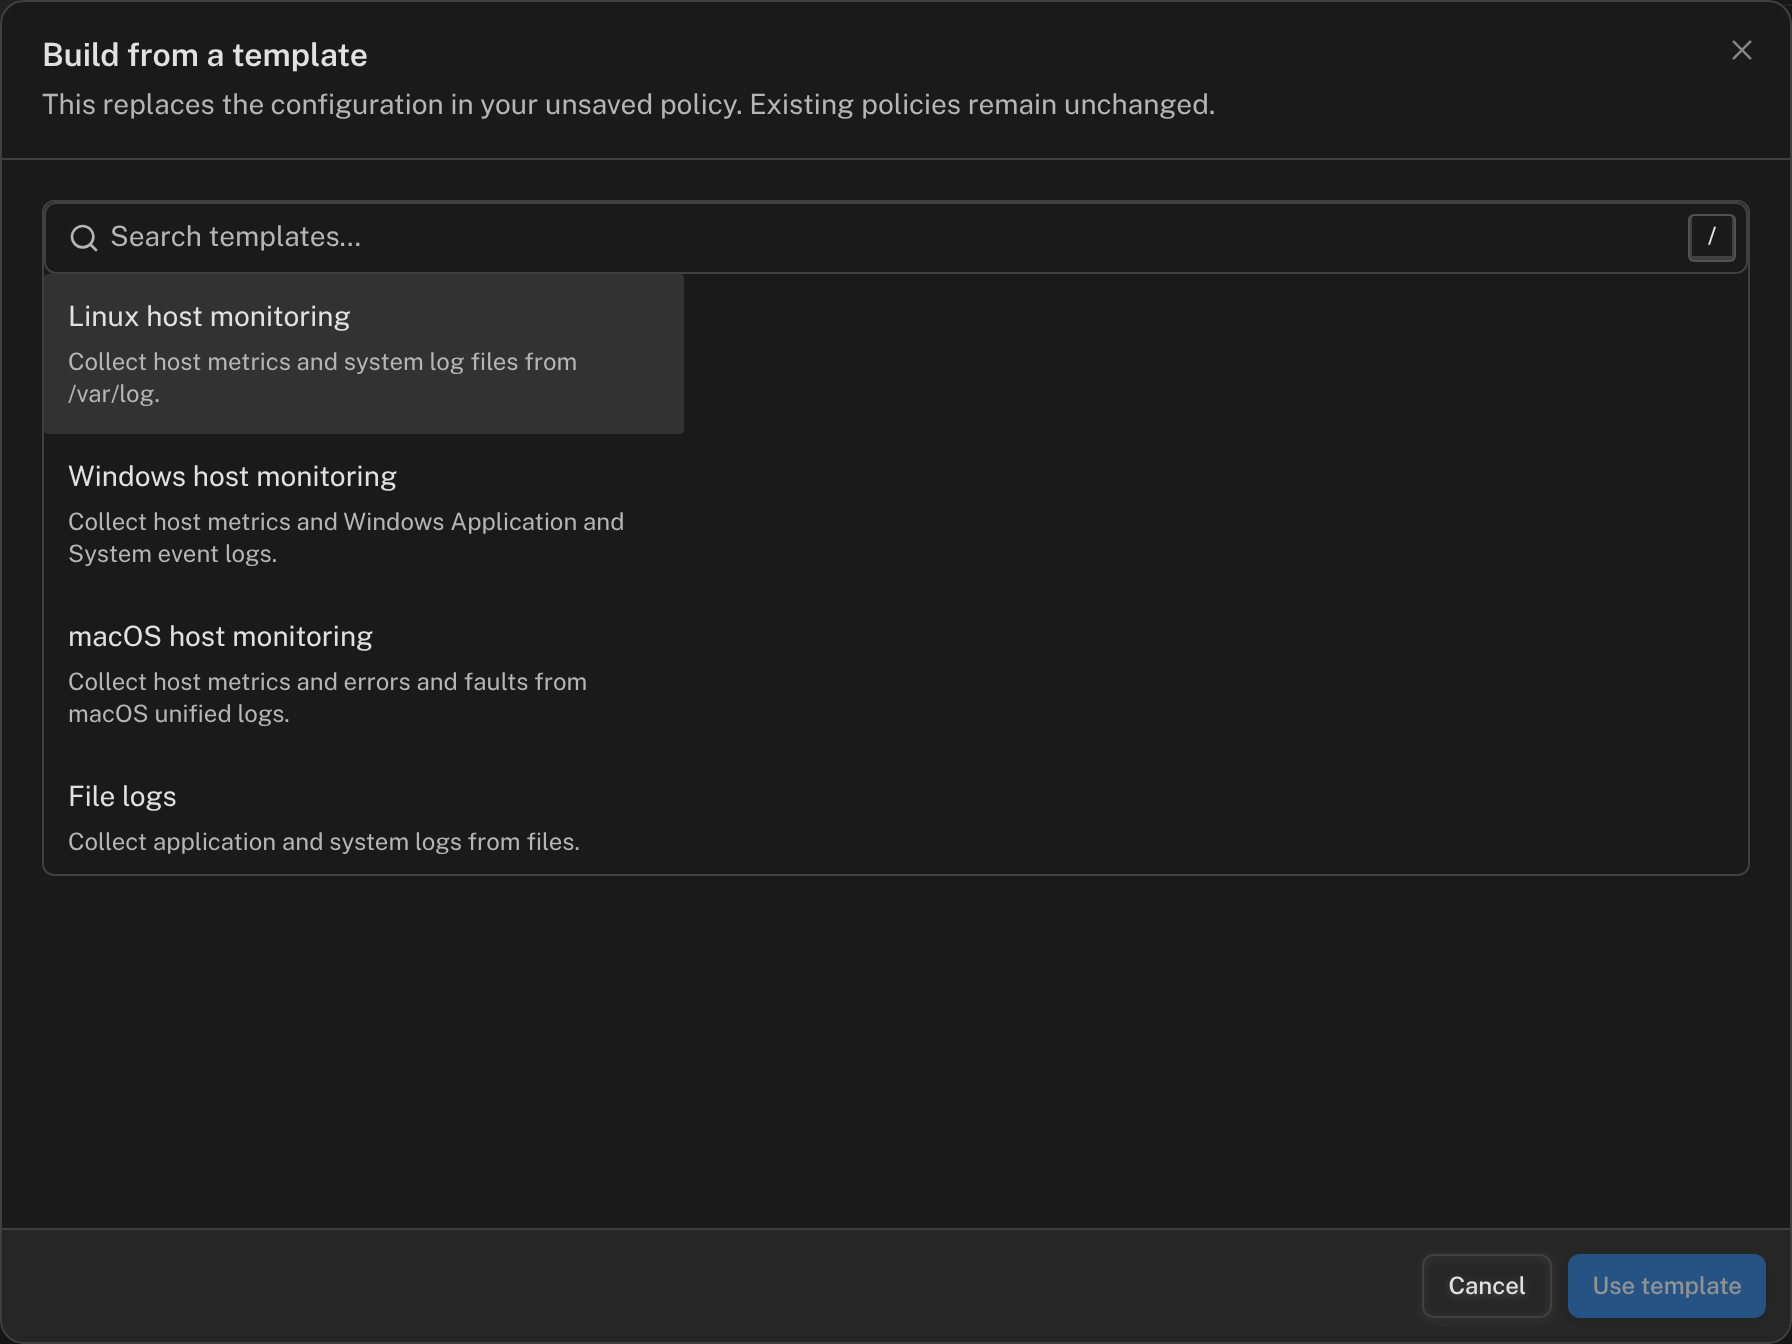 Build from a template
This replaces the configuration in your unsaved policy. Existing policies remain unchanged.
Search templates...
/
Linux host monitoring
Collect host metrics and system log files from
/var/log.
Windows host monitoring
Collect host metrics and Windows Application and
System event logs.
macOS host monitoring
Collect host metrics and errors and faults from
macOS unified logs.
File logs
Collect application and system logs from files.
Cancel
Use template